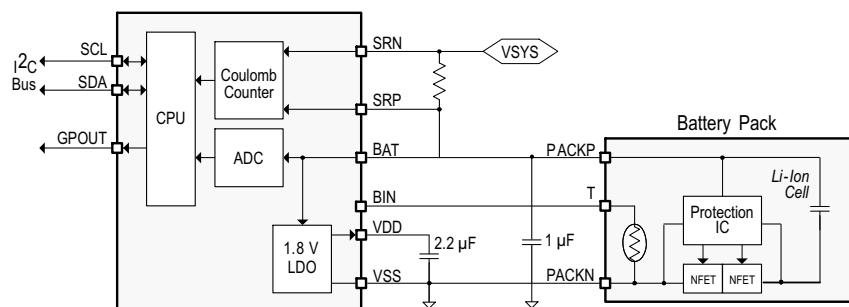 SCL
I2C
Bus
SDA
GPOUT
CPU
Coulomb
Counter
ADC
1.8 V
LDO
SRN
SRP
BAT
BIN
VDD
VSS
2.2 µF
1 µF
VSYS
Battery Pack
PACKP
T
PACKN
Li-Ion
Cell
Protection
IC
NFET
NFET